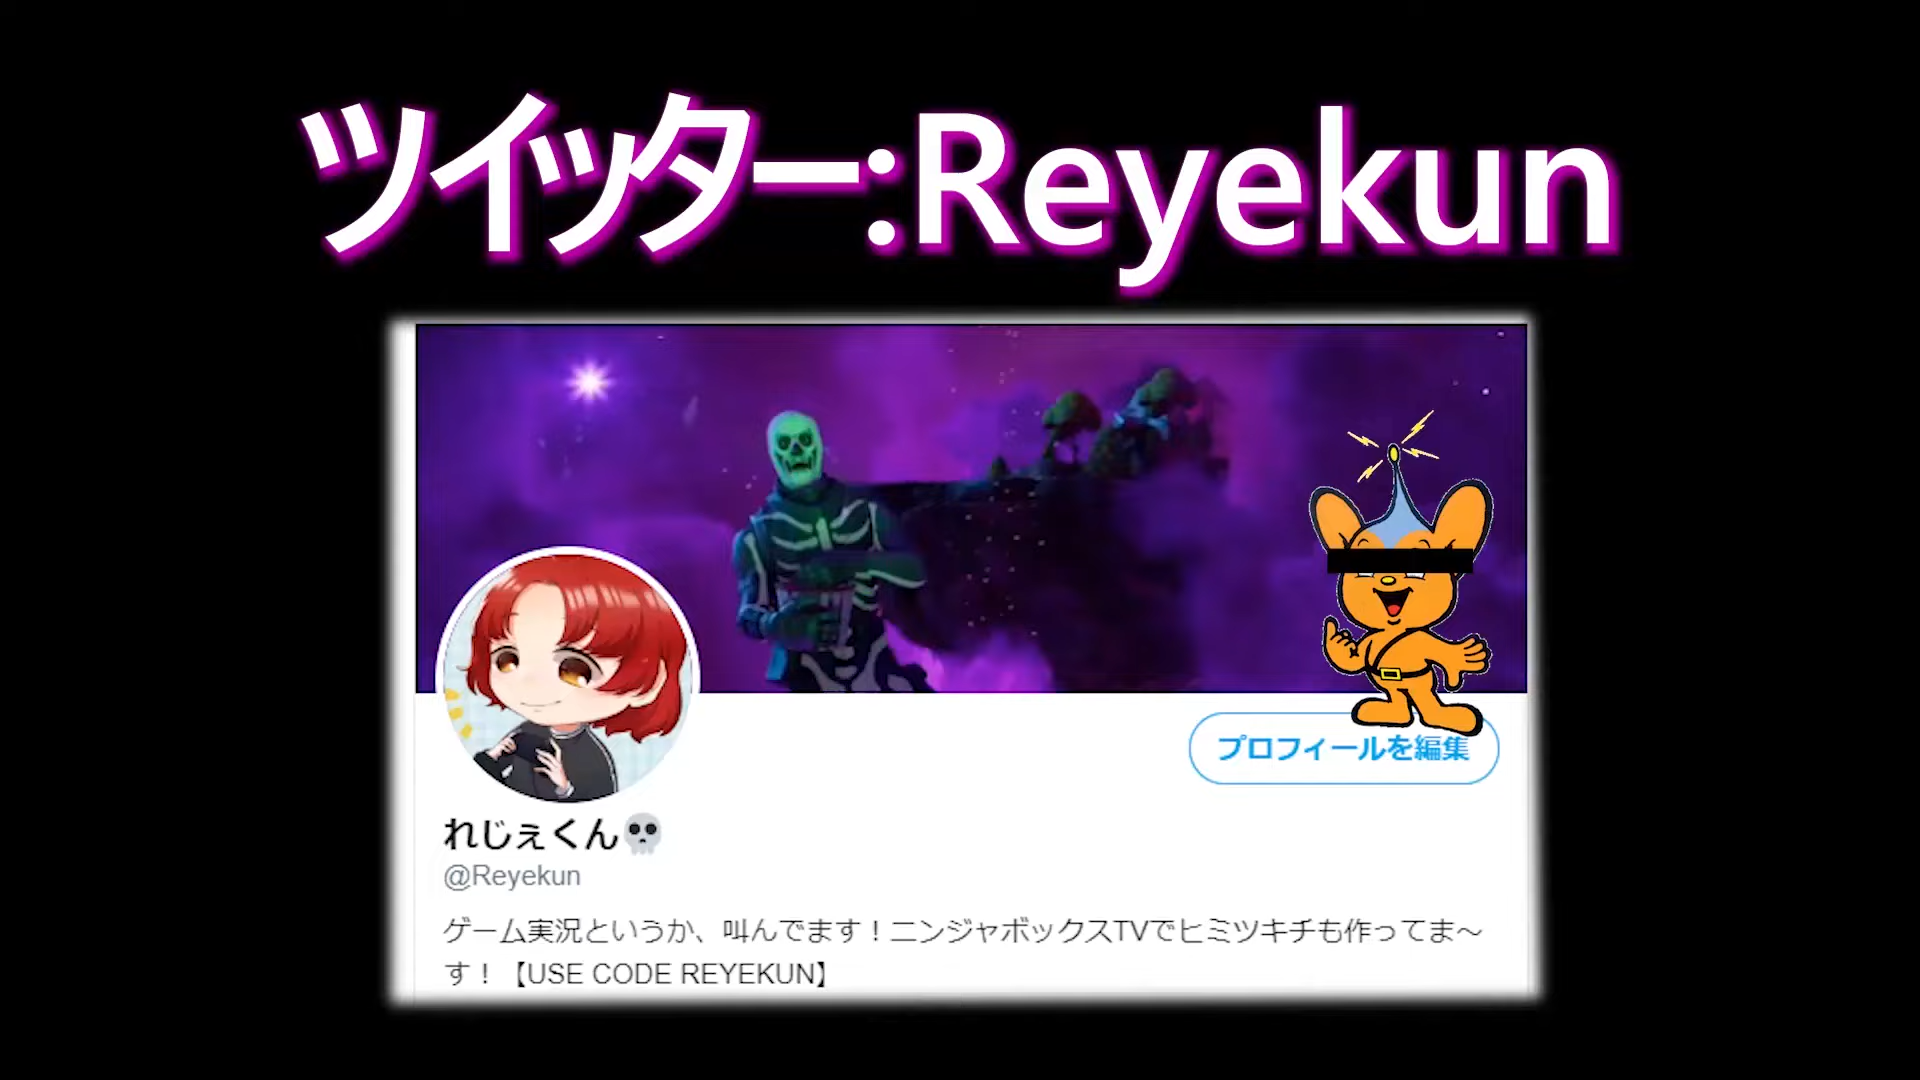 ツイッター:Reyekun
プロフィールを編集
れじぇくん💀
@Reyekun
ゲーム実況というか、叫んでます！ニンジャボックスTVでヒミツキチも作ってま〜
す！【USE CODE REYEKUN】